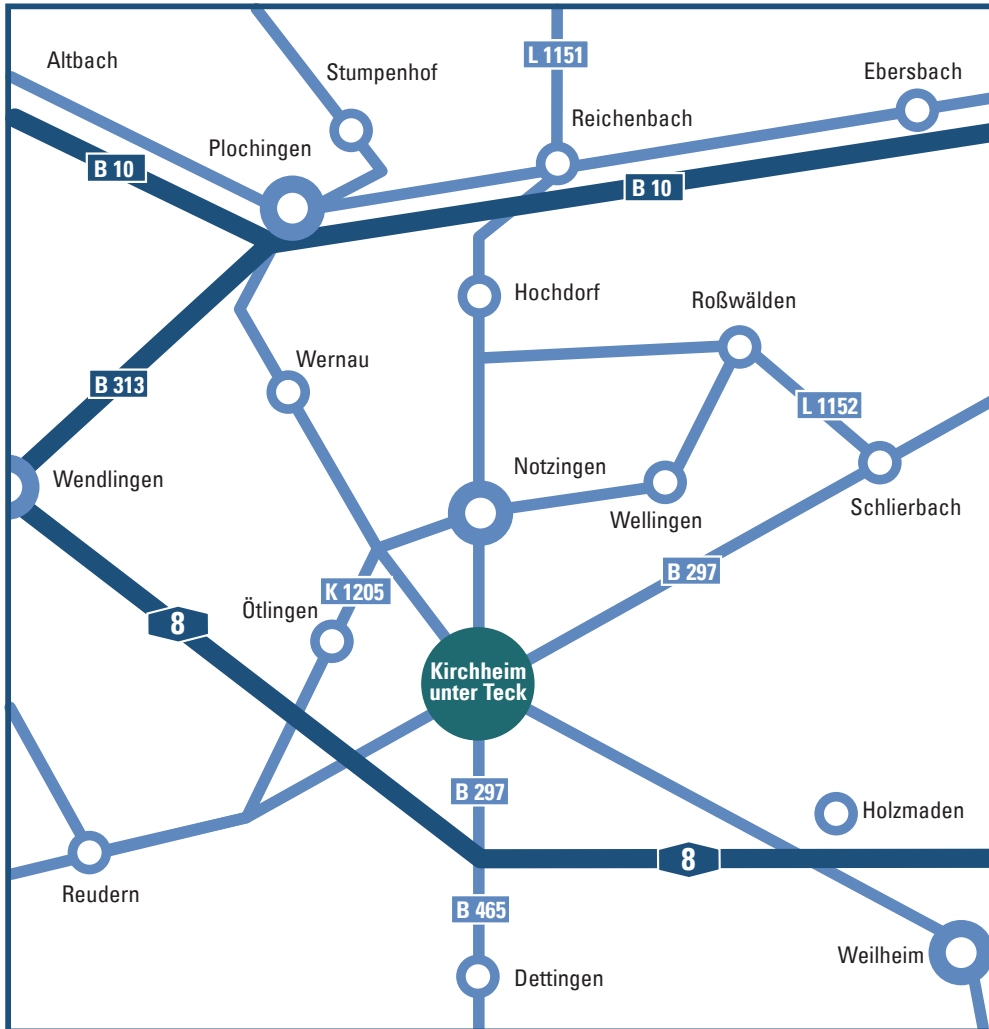 L 1151
Altbach
Stumpenhof
Ebersbach
Reichenbach
Plochingen
B 10
B 10
Hochdorf
Roßwälden
Wernau
B 313
L 1152
Notzingen
Wendlingen
Wellingen
Schlierbach
B 297
K 1205
Ötlingen
8
Kirchheim
unter Teck
B 297
Holzmaden
8
Reudern
B 465
Weilheim
Dettingen